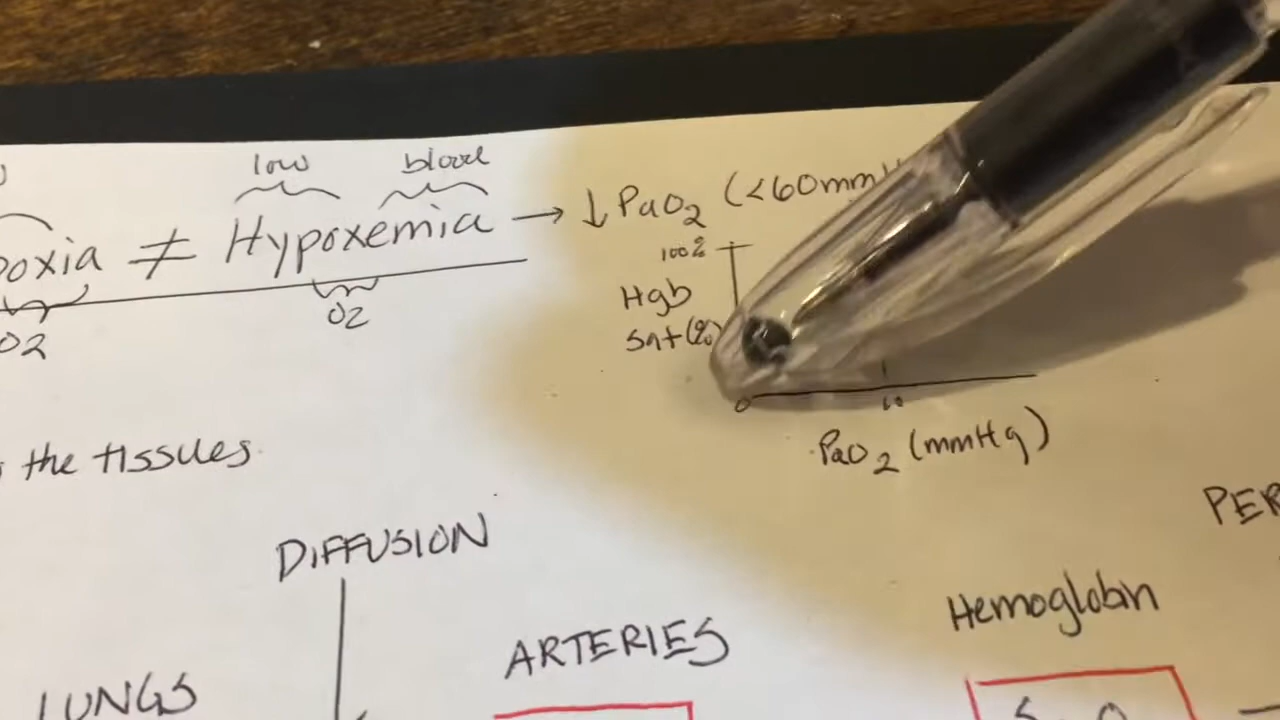 low blood
oxia ≠ Hypoxemia → ↓ PaO2 (<60mm
O2 O2
100%
Hgb
Sat(%)
0 60
PaO2 (mmHg)
the tissues
PER
DIFFUSION
Hemoglobin
ARTERIES
LUNGS